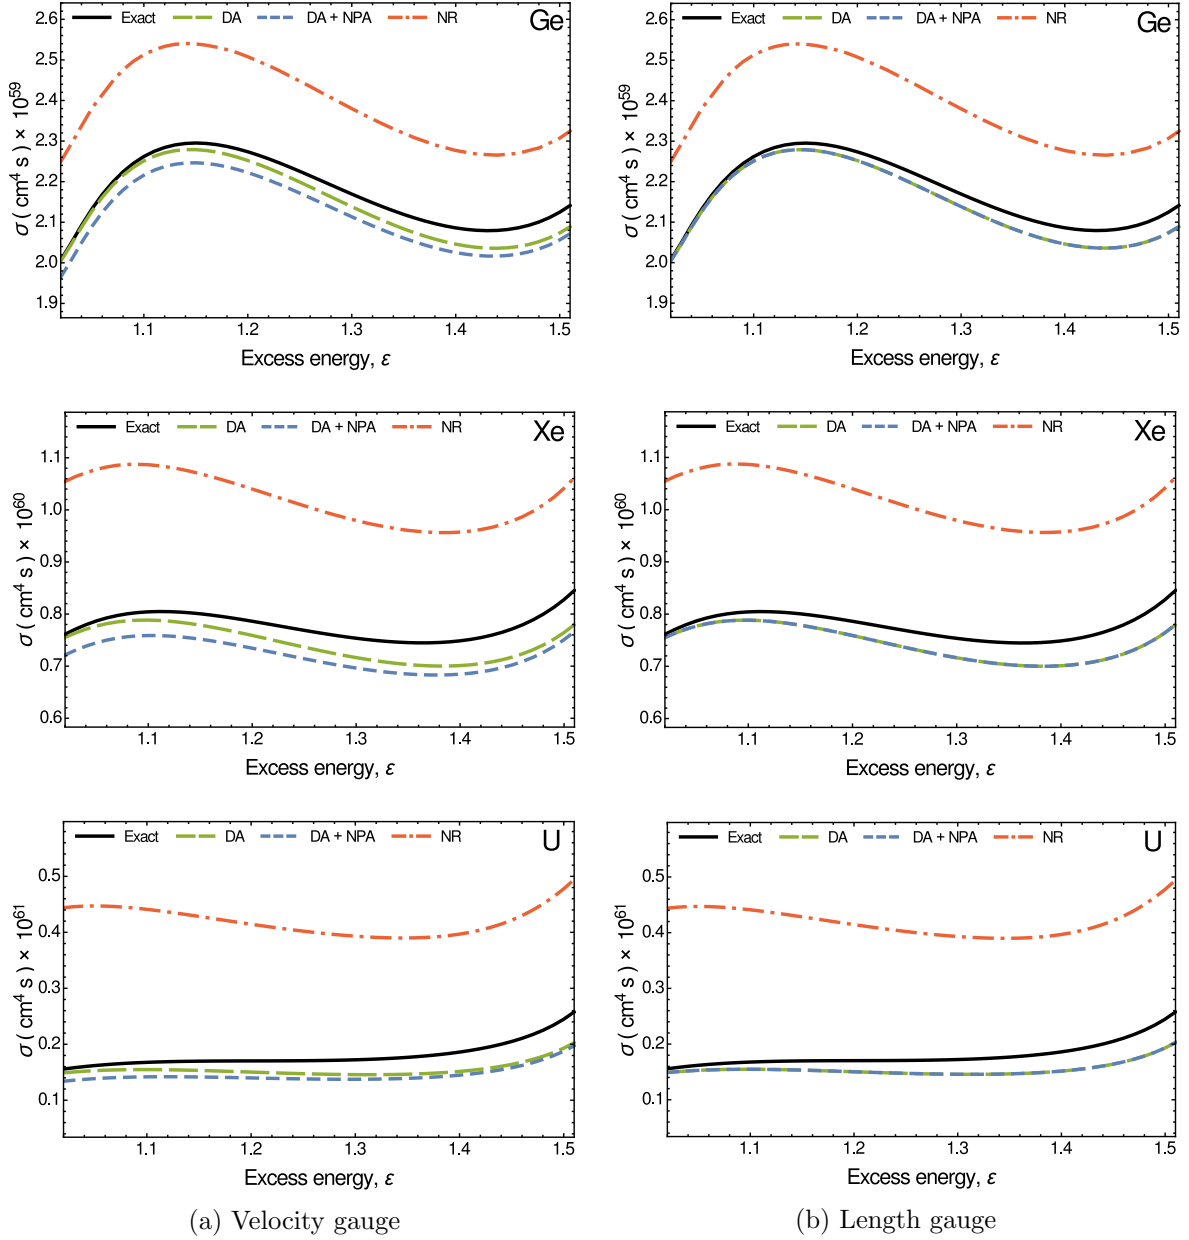 Exact DA DA + NPA NR Ge
2.6
2.5
2.4
2.3
2.2
2.1
2.0
1.9
σ ( cm⁴ s ) × 10⁵⁹
1.1 1.2 1.3 1.4 1.5
Excess energy, ε
Exact DA DA + NPA NR Ge
2.6
2.5
2.4
2.3
2.2
2.1
2.0
1.9
σ ( cm⁴ s ) × 10⁵⁹
1.1 1.2 1.3 1.4 1.5
Excess energy, ε
Exact DA DA + NPA NR Xe
1.1
1.0
0.9
0.8
0.7
0.6
σ ( cm⁴ s ) × 10⁶⁰
1.1 1.2 1.3 1.4 1.5
Excess energy, ε
Exact DA DA + NPA NR Xe
1.1
1.0
0.9
0.8
0.7
0.6
σ ( cm⁴ s ) × 10⁶⁰
1.1 1.2 1.3 1.4 1.5
Excess energy, ε
Exact DA DA + NPA NR U
0.5
0.4
0.3
0.2
0.1
σ ( cm⁴ s ) × 10⁶¹
1.1 1.2 1.3 1.4 1.5
Excess energy, ε
Exact DA DA + NPA NR U
0.5
0.4
0.3
0.2
0.1
σ ( cm⁴ s ) × 10⁶¹
1.1 1.2 1.3 1.4 1.5
Excess energy, ε
(a) Velocity gauge
(b) Length gauge